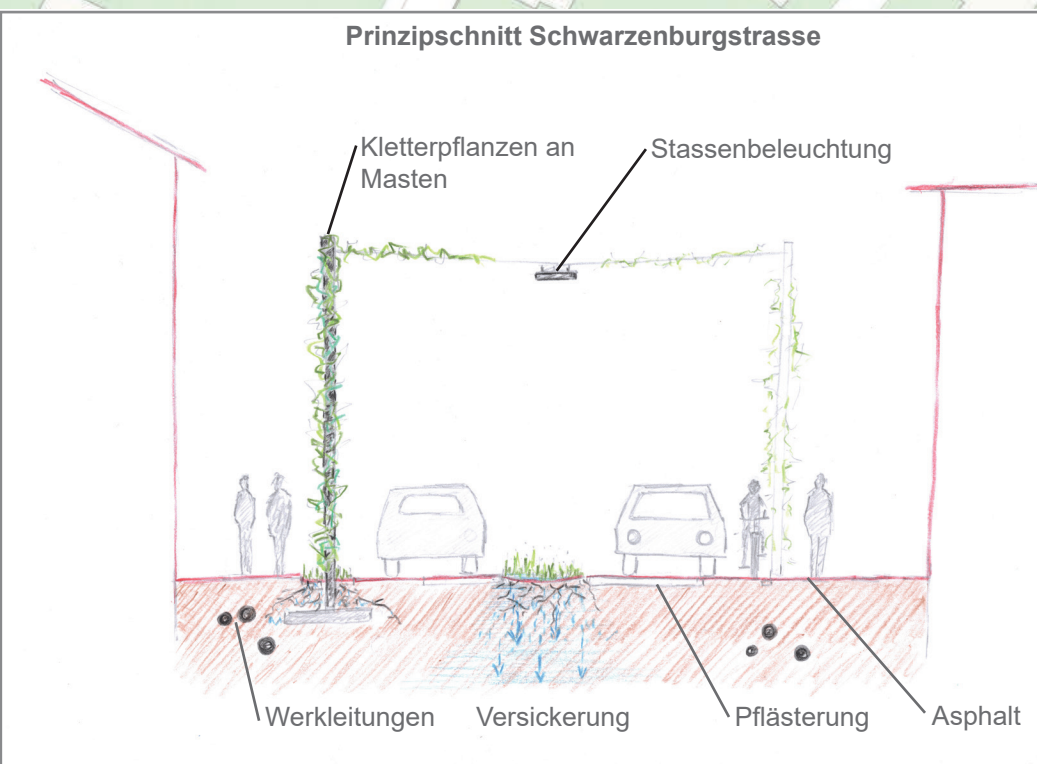 Prinzipschnitt Schwarzenburgstrasse
Kletterpflanzen an
Masten
Stassenbeleuchtung
Werkleitungen
Versickerung
Pflästerung
Asphalt